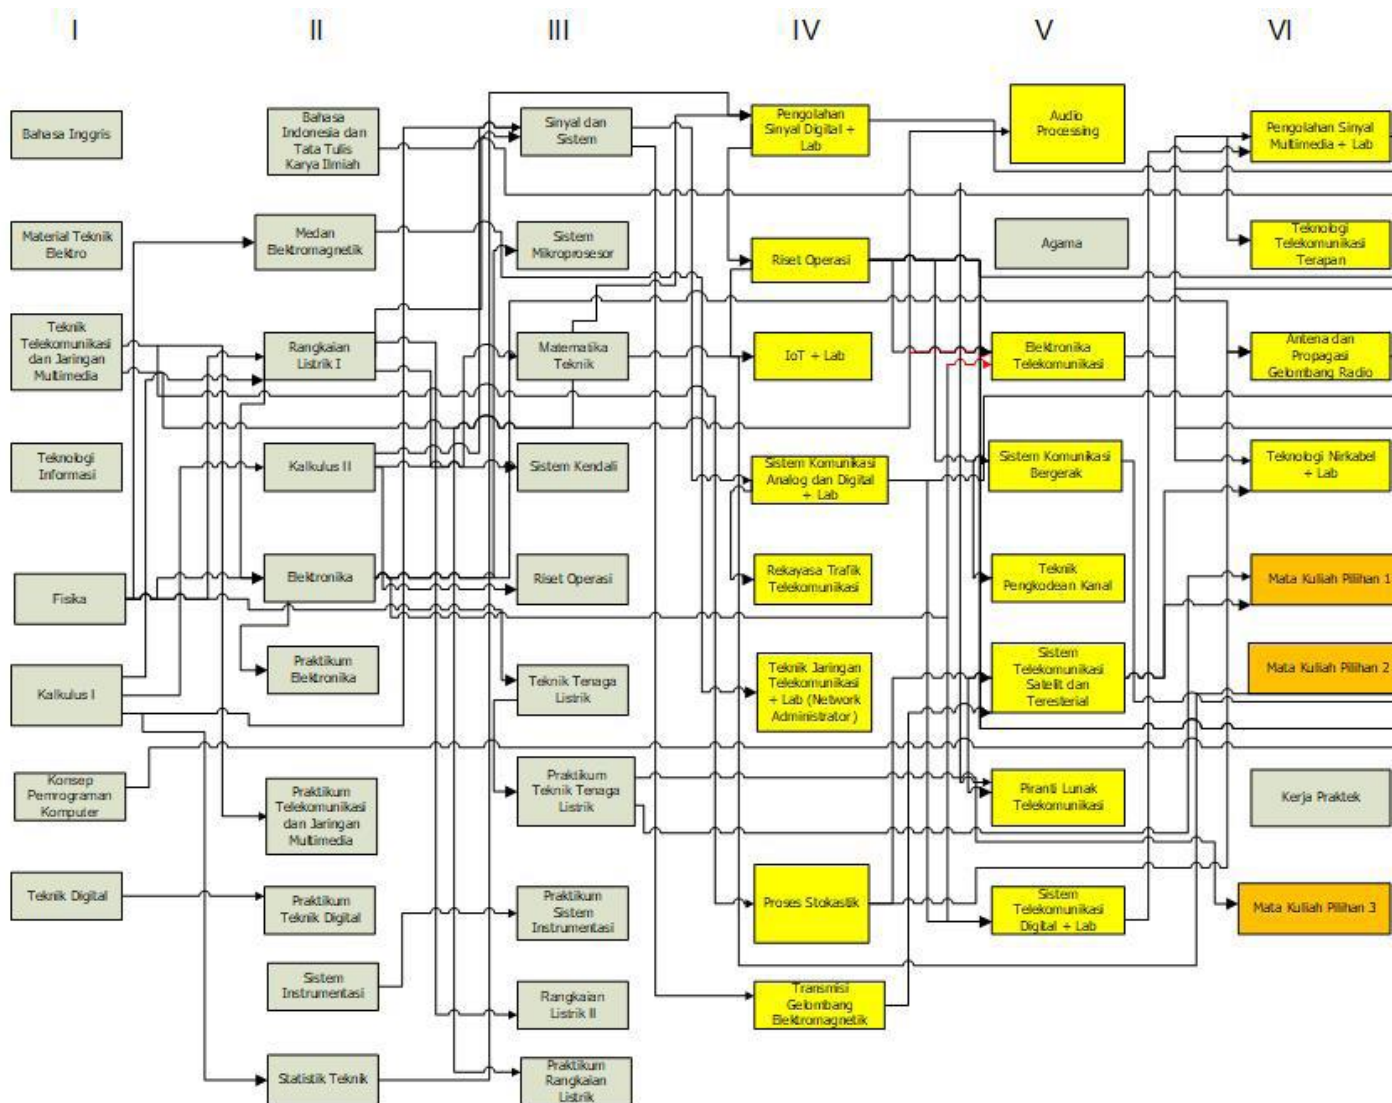 I
II
III
IV
V
VI
Bahasa Inggris
Material Teknik
Elektro
Teknik
Telekomunikasi
dan Jaringan
Multimedia
Teknologi
Informasi
Fisika
Kalkulus I
Konsep
Pemrograman
Komputer
Teknik Digital
Bahasa
Indonesia dan
Tata Tulis
Karya Ilmiah
Medan
Elektromagnetik
Rangkaian
Listrik I
Kalkulus II
Elektronika
Praktikum
Elektronika
Praktikum
Telekomunikasi
dan Jaringan
Multimedia
Praktikum
Teknik Digital
Sistem
Instrumentasi
Statistik Teknik
Sinyal dan
Sistem
Sistem
Mikroprosesor
Matematika
Teknik
Sistem Kendali
Riset Operasi
Teknik Tenaga
Listrik
Praktikum
Teknik Tenaga
Listrik
Praktikum
Sistem
Instrumentasi
Rangkaian
Listrik II
Praktikum
Rangkaian
Listrik
Pengolahan
Sinyal Digital +
Lab
Riset Operasi
IoT + Lab
Sistem Komunikasi
Analog dan Digital
+ Lab
Rekayasa Trafik
Telekomunikasi
Teknik Jaringan
Telekomunikasi
+ Lab (Network
Administrator)
Proses Stokastik
Transmisi
Gelombang
Elektromagnetik
Audio
Processing
Agama
Elektronika
Telekomunikasi
Sistem Komunikasi
Bergerak
Teknik
Pengkodean Kanal
Sistem
Telekomunikasi
Satelit dan
Teresterial
Piranti Lunak
Telekomunikasi
Sistem
Telekomunikasi
Digital + Lab
Pengolahan Sinyal
Multimedia + Lab
Teknologi
Telekomunikasi
Terapan
Antena dan
Propagasi
Gelombang Radio
Teknologi Nirkabel
+ Lab
Mata Kuliah Pilihan 1
Mata Kuliah Pilihan 2
Kerja Praktek
Mata Kuliah Pilihan 3